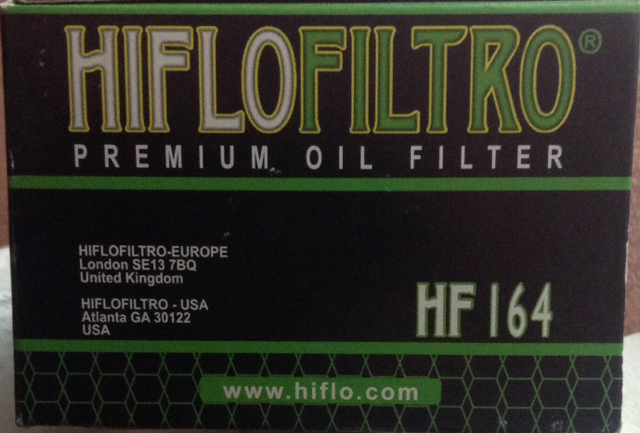 HIFLOFILTRO®
PREMIUM OIL FILTER
HIFLOFILTRO-EUROPE
London SE13 7BQ
United Kingdom
HF164
HIFLOFILTRO - USA
Atlanta GA 30122
USA
www.hiflo.com